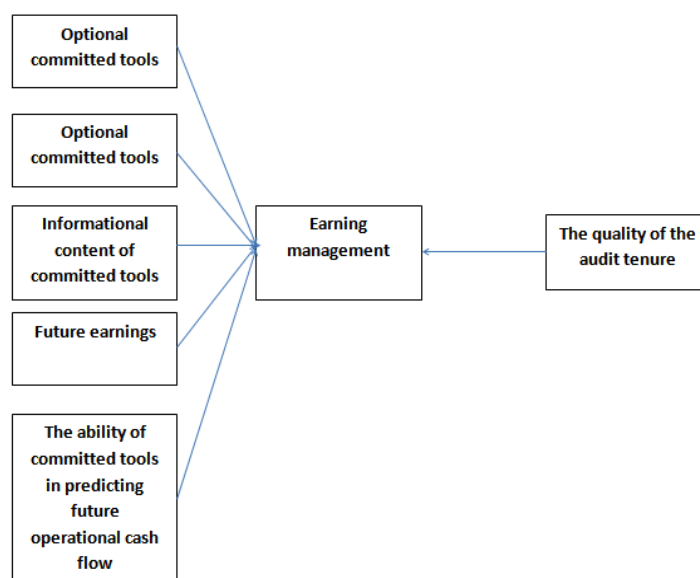 Optional
committed tools
Optional
committed tools
Informational
content of
committed tools
Future earnings
The ability of
committed tools
in predicting
future
operational cash
flow
Earning
management
The quality of the
audit tenure